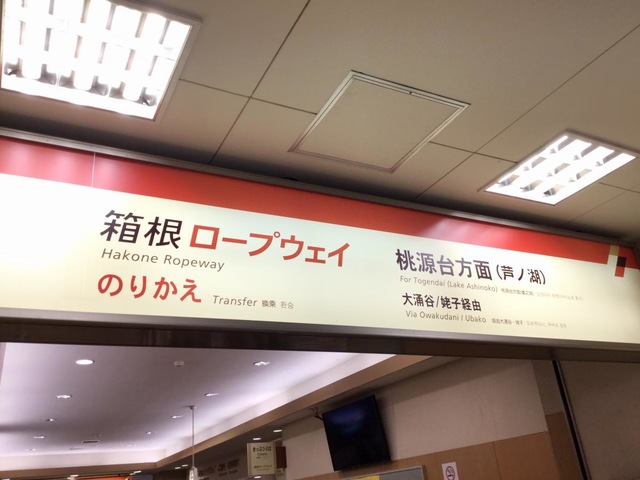 箱根ロープウェイ
Hakone Ropeway
のりかえ Transfer 換乘
桃源台方面(芦ノ湖)
For Togendai (Lake Ashinoko)
大涌谷/姥子経由
Via Owakudani / Ubako